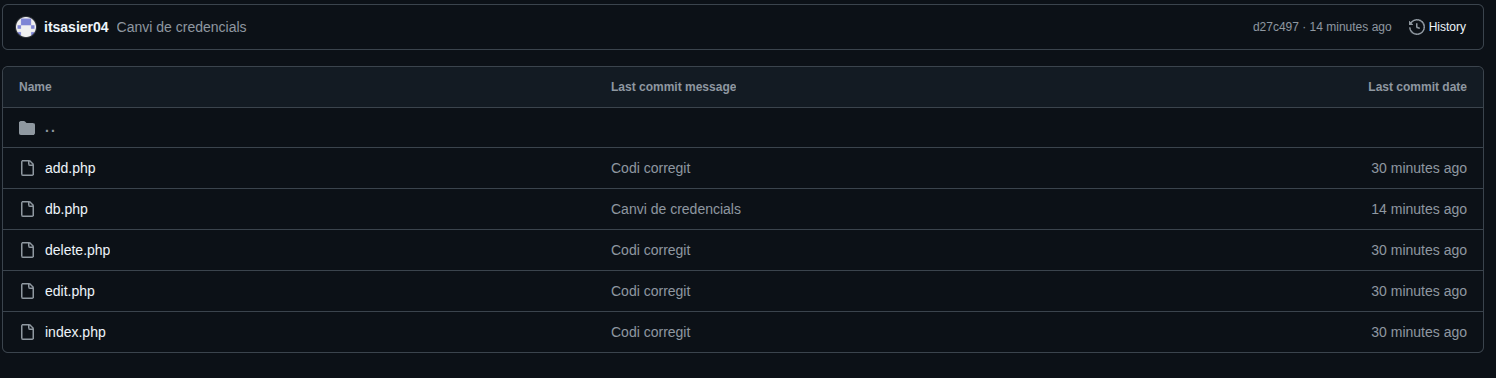 itsasier04 Canvi de credencials d27c497 · 14 minutes ago History
Name Last commit message Last commit date
..
add.php Codi corregit 30 minutes ago
db.php Canvi de credencials 14 minutes ago
delete.php Codi corregit 30 minutes ago
edit.php Codi corregit 30 minutes ago
index.php Codi corregit 30 minutes ago